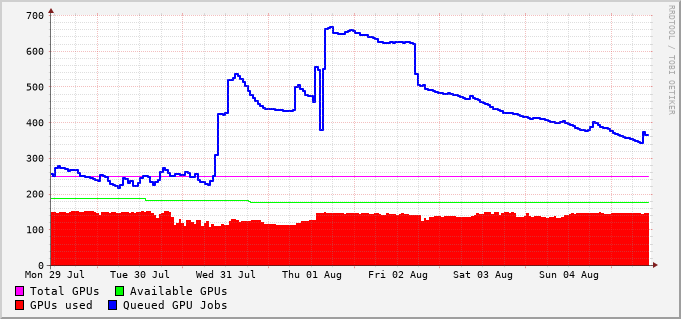 700
600
500
400
300
200
100
0
Mon 29 Jul Tue 30 Jul Wed 31 Jul Thu 01 Aug Fri 02 Aug Sat 03 Aug Sun 04 Aug
Total GPUs Available GPUs
GPUs used Queued GPU Jobs
RRDTOOL / TOBI OETIKER